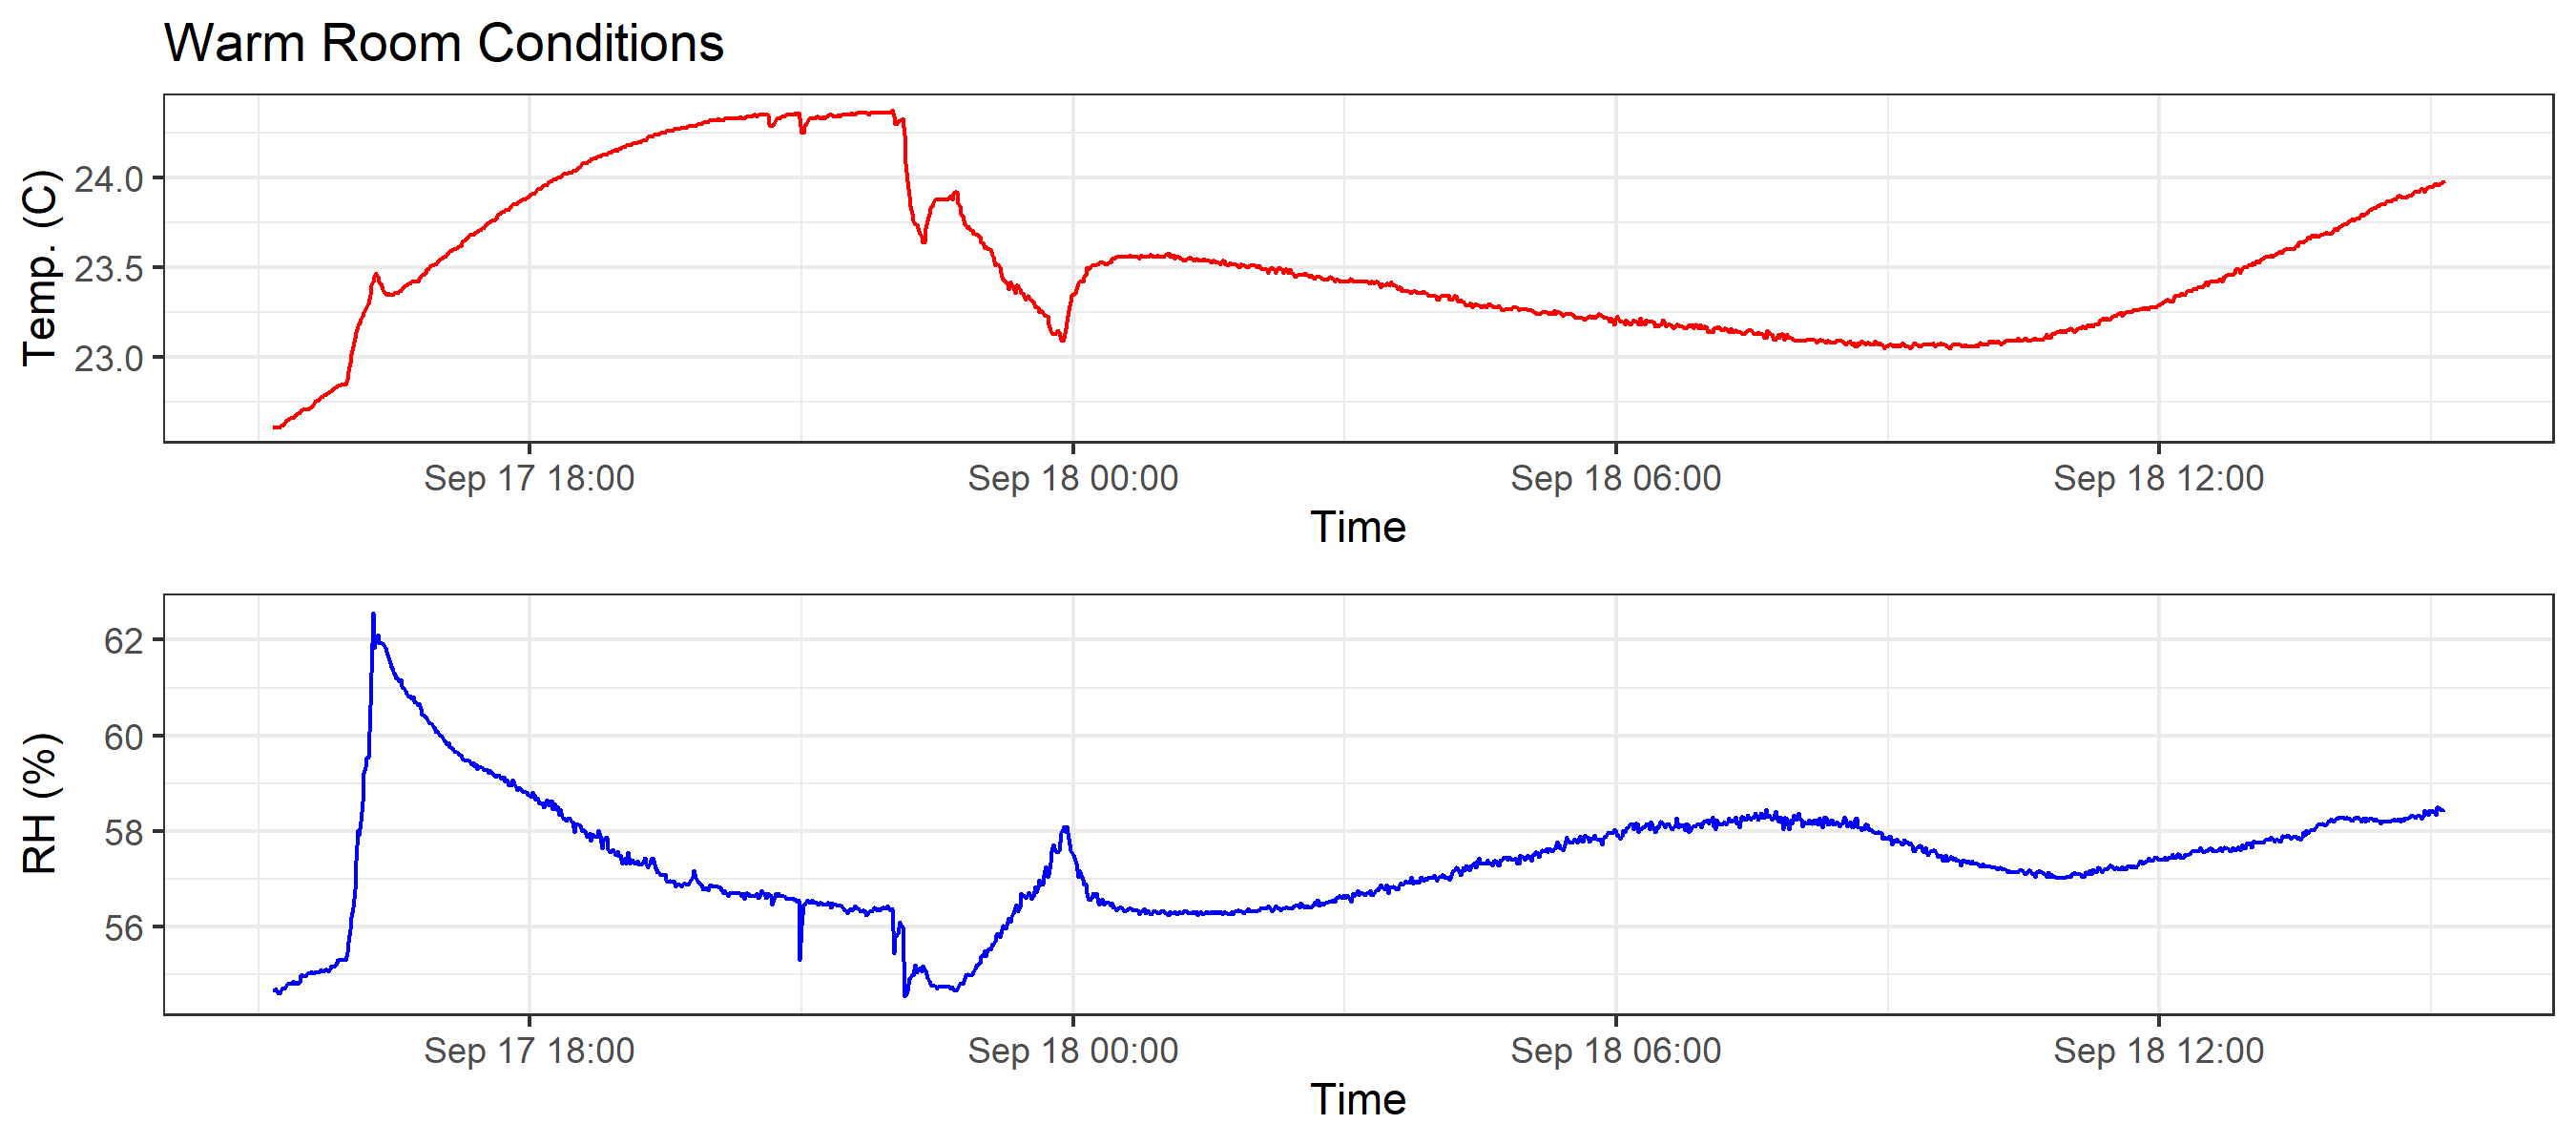 Warm Room Conditions
Temp. (C)
24.0
23.5
23.0
Sep 17 18:00 Sep 18 00:00 Sep 18 06:00 Sep 18 12:00
Time
RH (%)
62
60
58
56
Sep 17 18:00 Sep 18 00:00 Sep 18 06:00 Sep 18 12:00
Time